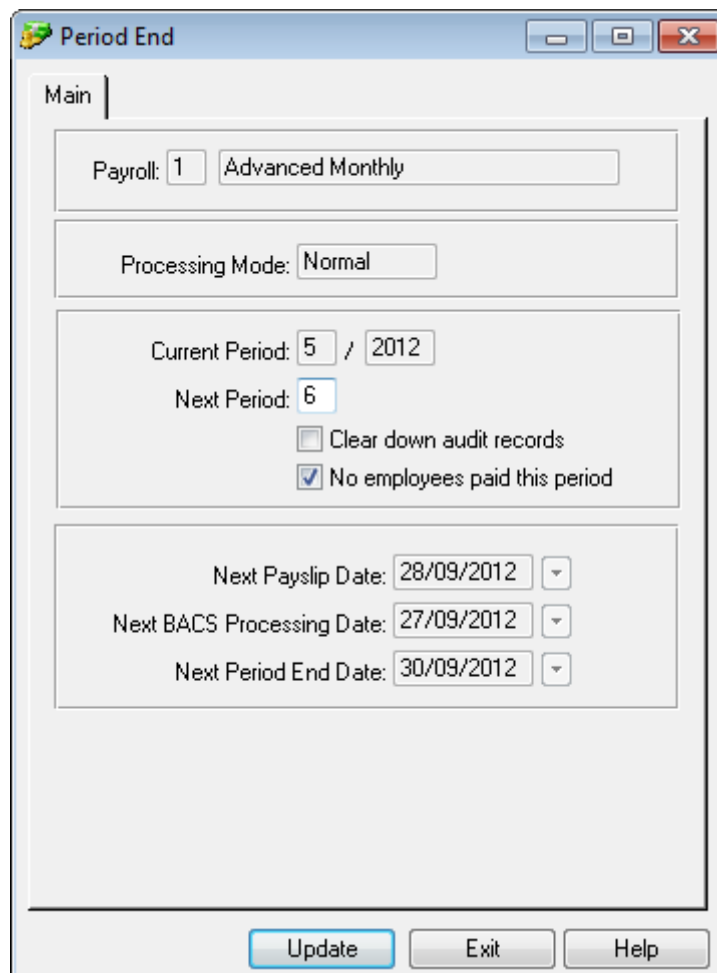 Period End
Main
Payroll: 1 Advanced Monthly
Processing Mode: Normal
Current Period: 5 / 2012
Next Period: 6
Clear down audit records
No employees paid this period
Next Payslip Date: 28/09/2012
Next BACS Processing Date: 27/09/2012
Next Period End Date: 30/09/2012
Update Exit Help